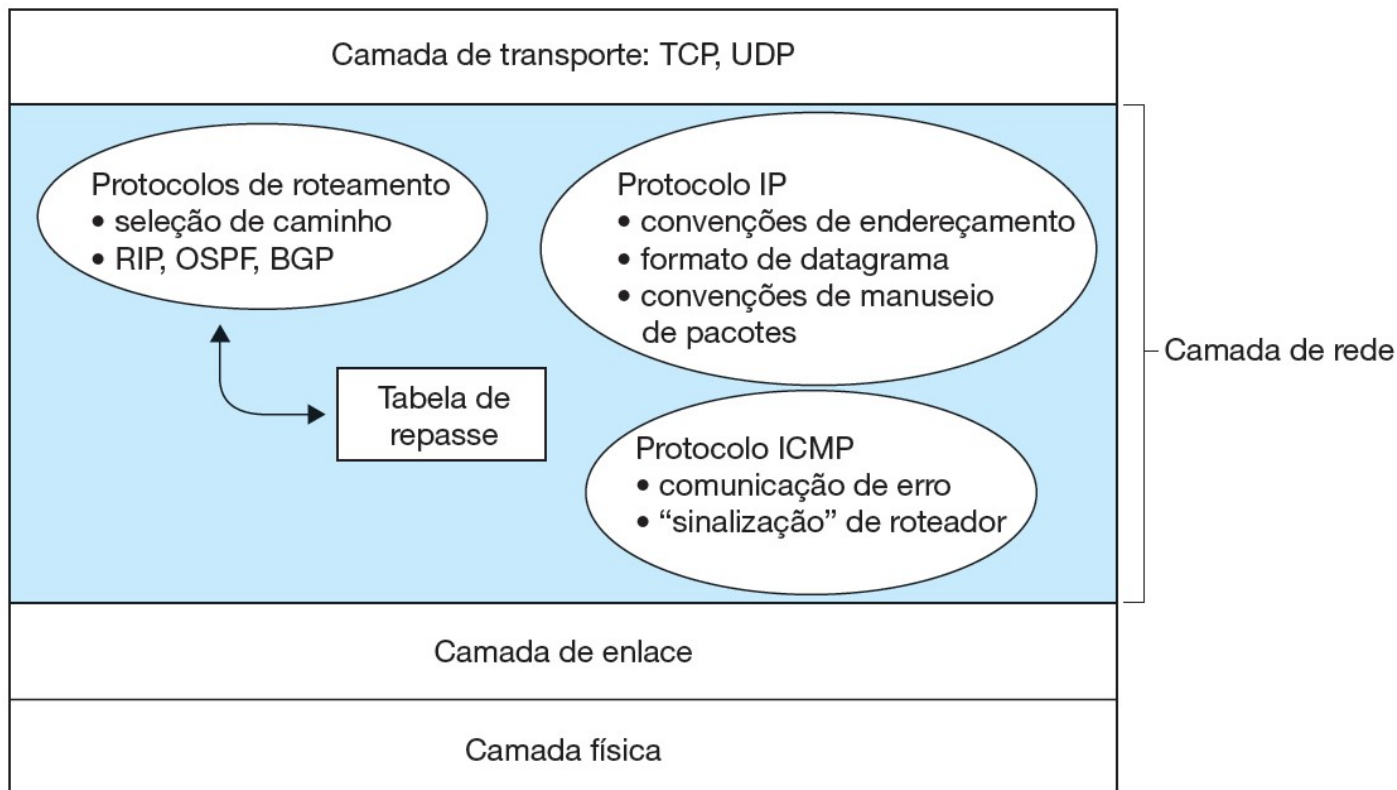 Camada de transporte: TCP, UDP
Protocolos de roteamento
• seleção de caminho
• RIP, OSPF, BGP
Tabela de
repasse
Protocolo IP
• convenções de endereçamento
• formato de datagrama
• convenções de manuseio
de pacotes
Protocolo ICMP
• comunicação de erro
• “sinalização” de roteador
Camada de rede
Camada de enlace
Camada física